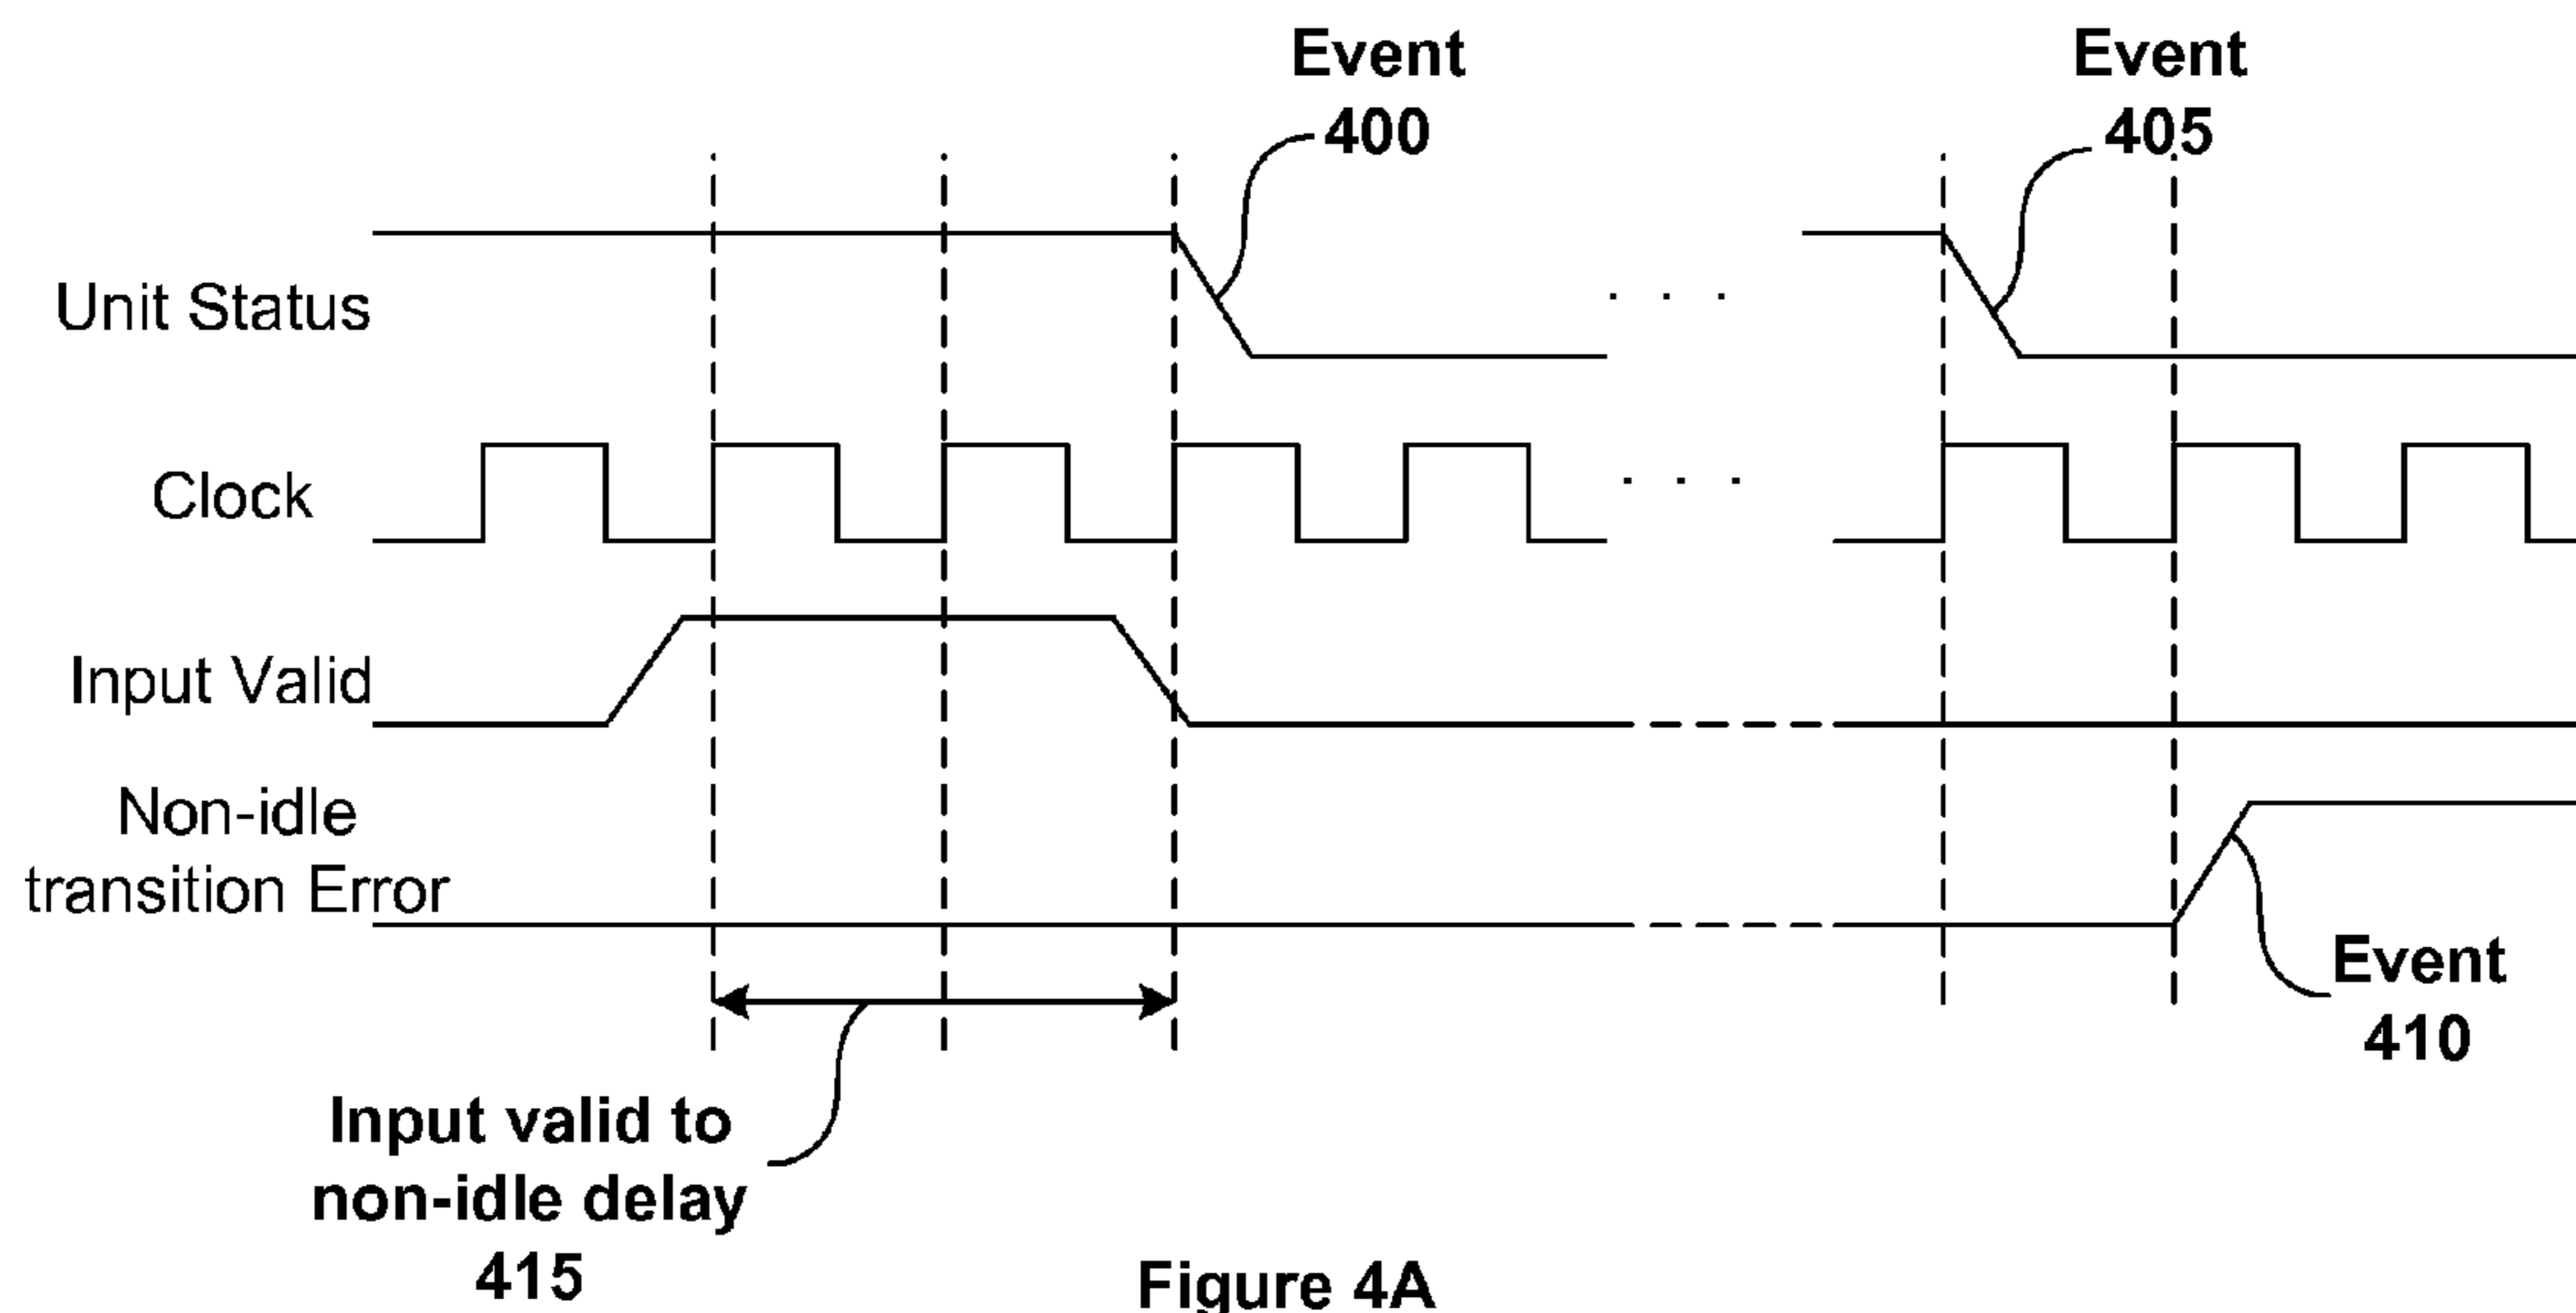 Event
400
Event
405
Unit Status
Clock
Input Valid
Non-idle
transition Error
Event
410
Input valid to
non-idle delay
415
Figure 4A